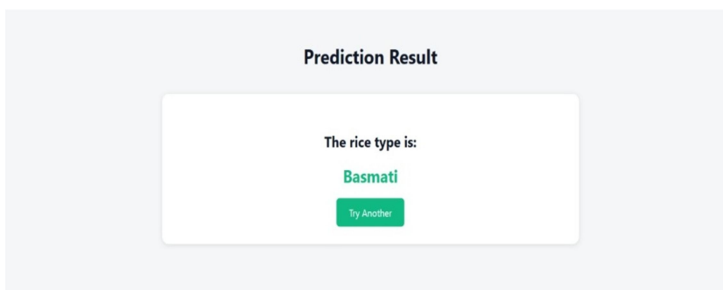 Prediction Result
The rice type is:
Basmati
Try Another